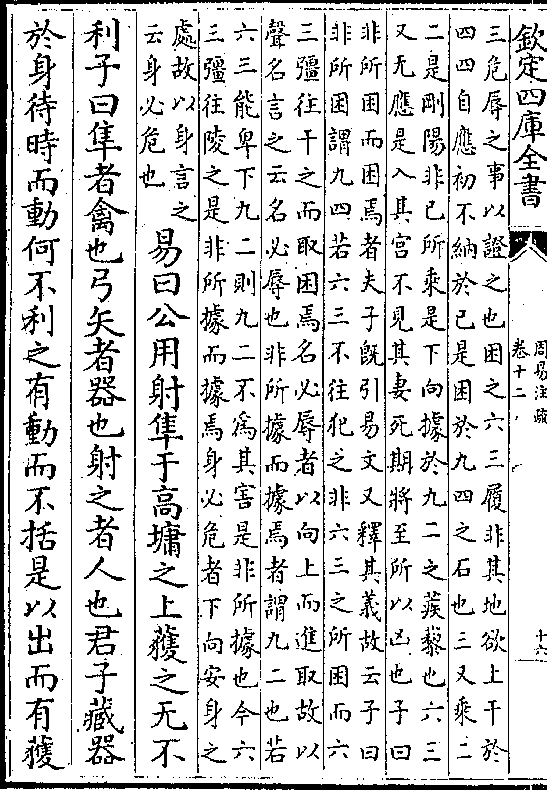 欽定四庫全書
周易注疏
卷十二
十六
三危辱之事以證之也困之六三履非其地欲上干於
四四自應初不納於已是困於九四之石也三又乘二
二是剛陽非已所乘是下向據於九二之蒺藜也六三
又无應是入其宮不見其妻死期將至所以凶也子曰
非所困而困焉者夫子旣引易文又釋其義故云子曰
非所困謂九四若六三不往犯之非六三之所困而六
三彊往干之而取困焉名必辱者以向上而進取故以
聲名言之云名必辱也非所據而據焉者謂九二也若
六三能卑下九二則九二不為其害是非所據也今六
三彊往陵之是非所據而據焉身必危者下向安身之
處故以身言之
云身必危也
易曰公用射隼于高墉之上獲之无不
利子曰隼者禽也弓矢者器也射之者人也君子藏器
於身待時而動何不利之有動而不括是以出而有獲